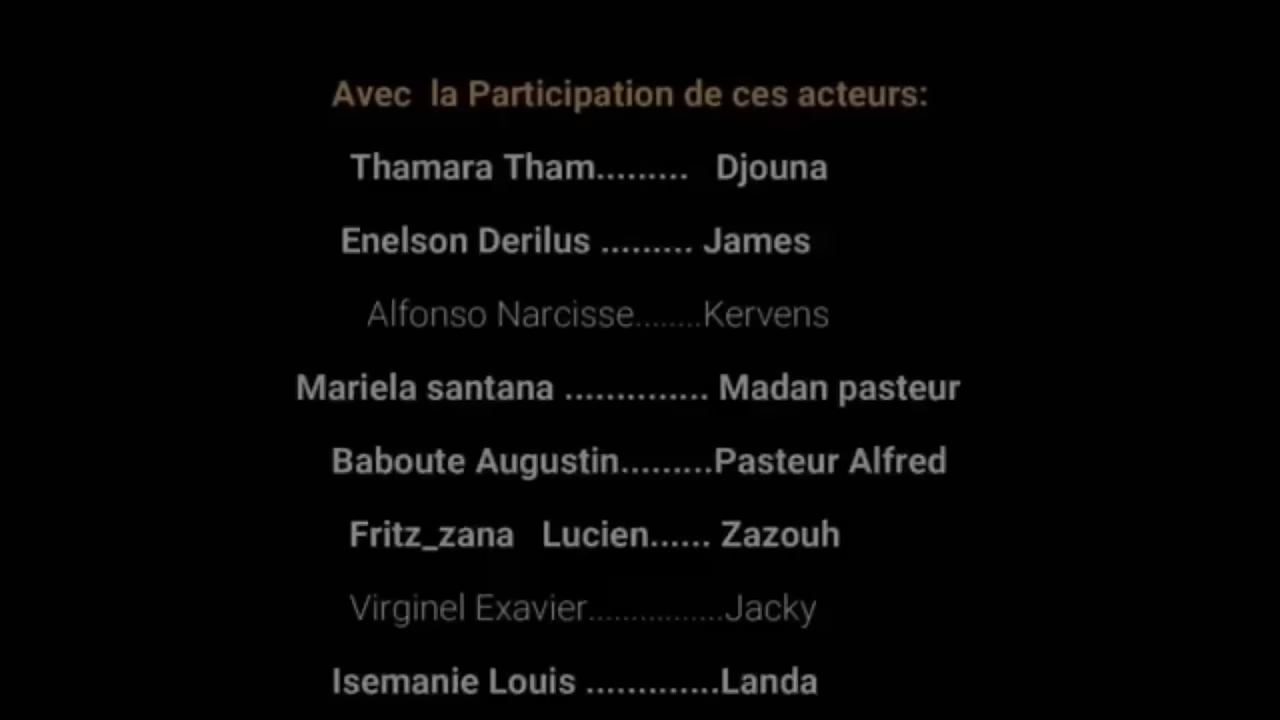 Avec la Participation de ces acteurs:
Thamara Tham......... Djouna
Enelson Derilus ......... James
Alfonso Narcisse........Kervens
Mariela santana .............. Madan pasteur
Baboute Augustin.........Pasteur Alfred
Fritz_zana Lucien...... Zazouh
Virginel Exavier................Jacky
Isemanie Louis .............Landa